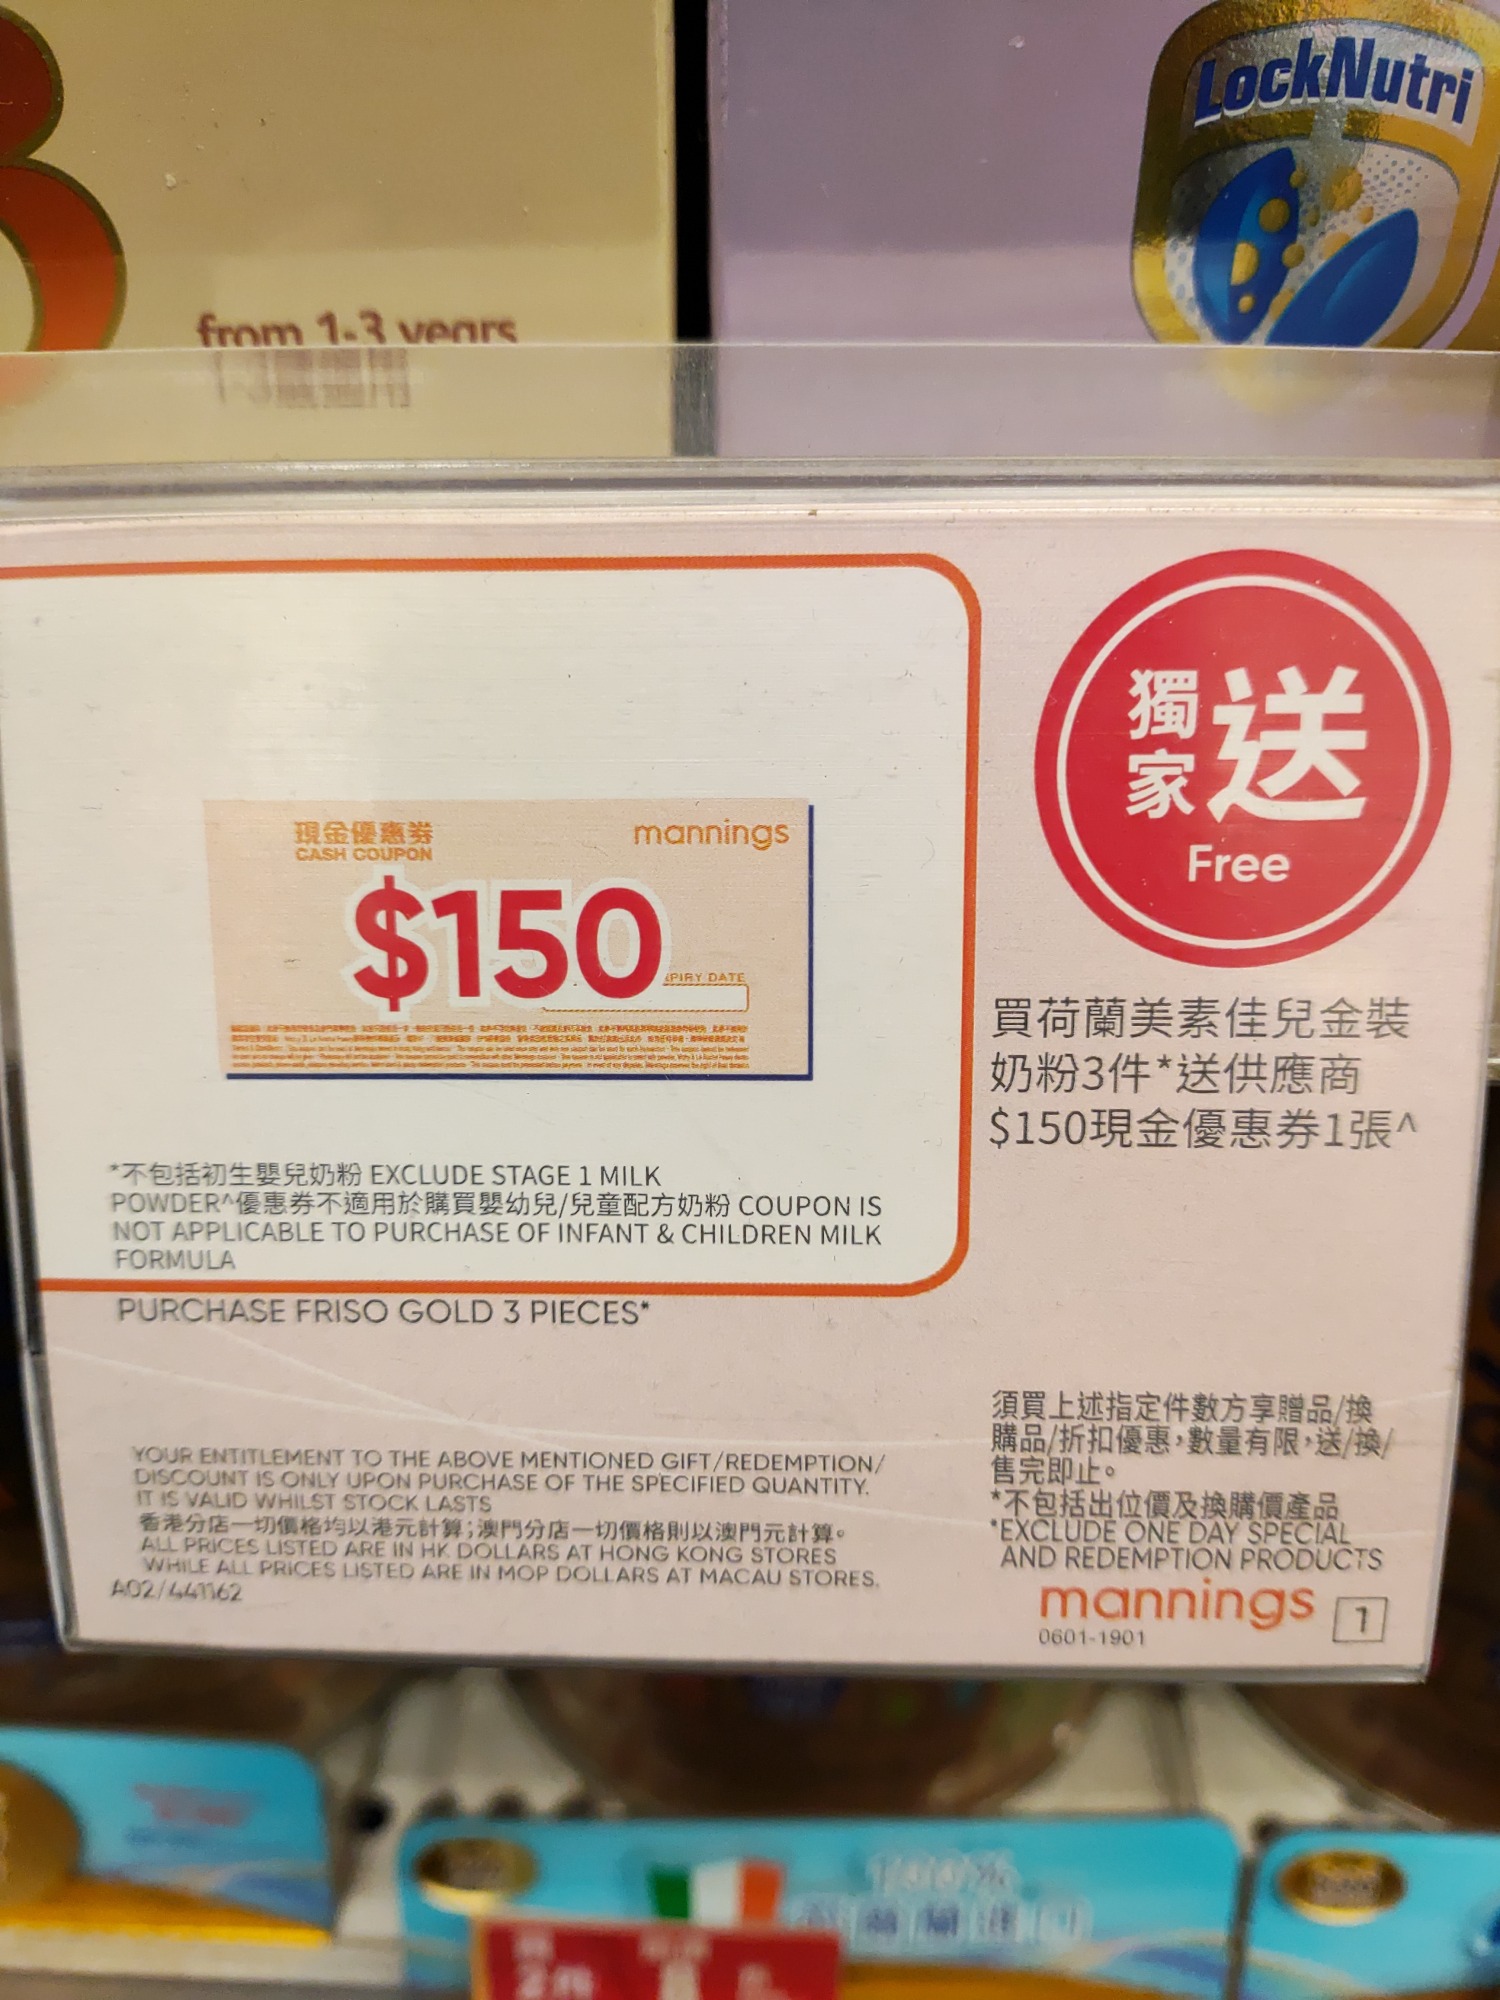 LockNutri
from 1-3 years
現金優惠券
CASH COUPON
mannings
$150
PIRY DATE
獨家
送
Free
買荷蘭美素佳兒金裝
奶粉3件*送供應商
$150現金優惠券1張^
*不包括初生嬰兒奶粉 EXCLUDE STAGE 1 MILK
POWDER^優惠券不適用於購買嬰幼兒/兒童配方奶粉 COUPON IS
NOT APPLICABLE TO PURCHASE OF INFANT & CHILDREN MILK
FORMULA
PURCHASE FRISO GOLD 3 PIECES*
YOUR ENTITLEMENT TO THE ABOVE MENTIONED GIFT/REDEMPTION/
DISCOUNT IS ONLY UPON PURCHASE OF THE SPECIFIED QUANTITY.
IT IS VALID WHILST STOCK LASTS
香港分店一切價格均以港元計算;澳門分店一切價格則以澳門元計算。
ALL PRICES LISTED ARE IN HK DOLLARS AT HONG KONG STORES
WHILE ALL PRICES LISTED ARE IN MOP DOLLARS AT MACAU STORES.
A02/441162
須買上述指定件數方享贈品/換
購品/折扣優惠,數量有限,送/換/
售完即止。
*不包括出位價及換購價產品
*EXCLUDE ONE DAY SPECIAL
AND REDEMPTION PRODUCTS
mannings 1
0601-1901